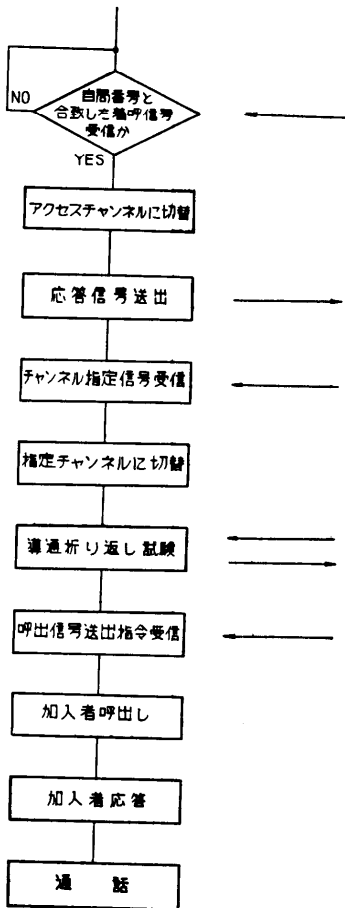 自局番号と
合致した着呼信号
受信か
NO
YES
アクセスチャンネルに切替
応答信号送出
チャンネル指定信号受信
指定チャンネルに切替
導通折り返し試験
呼出信号送出指令受信
加入者呼出し
加入者応答
通話